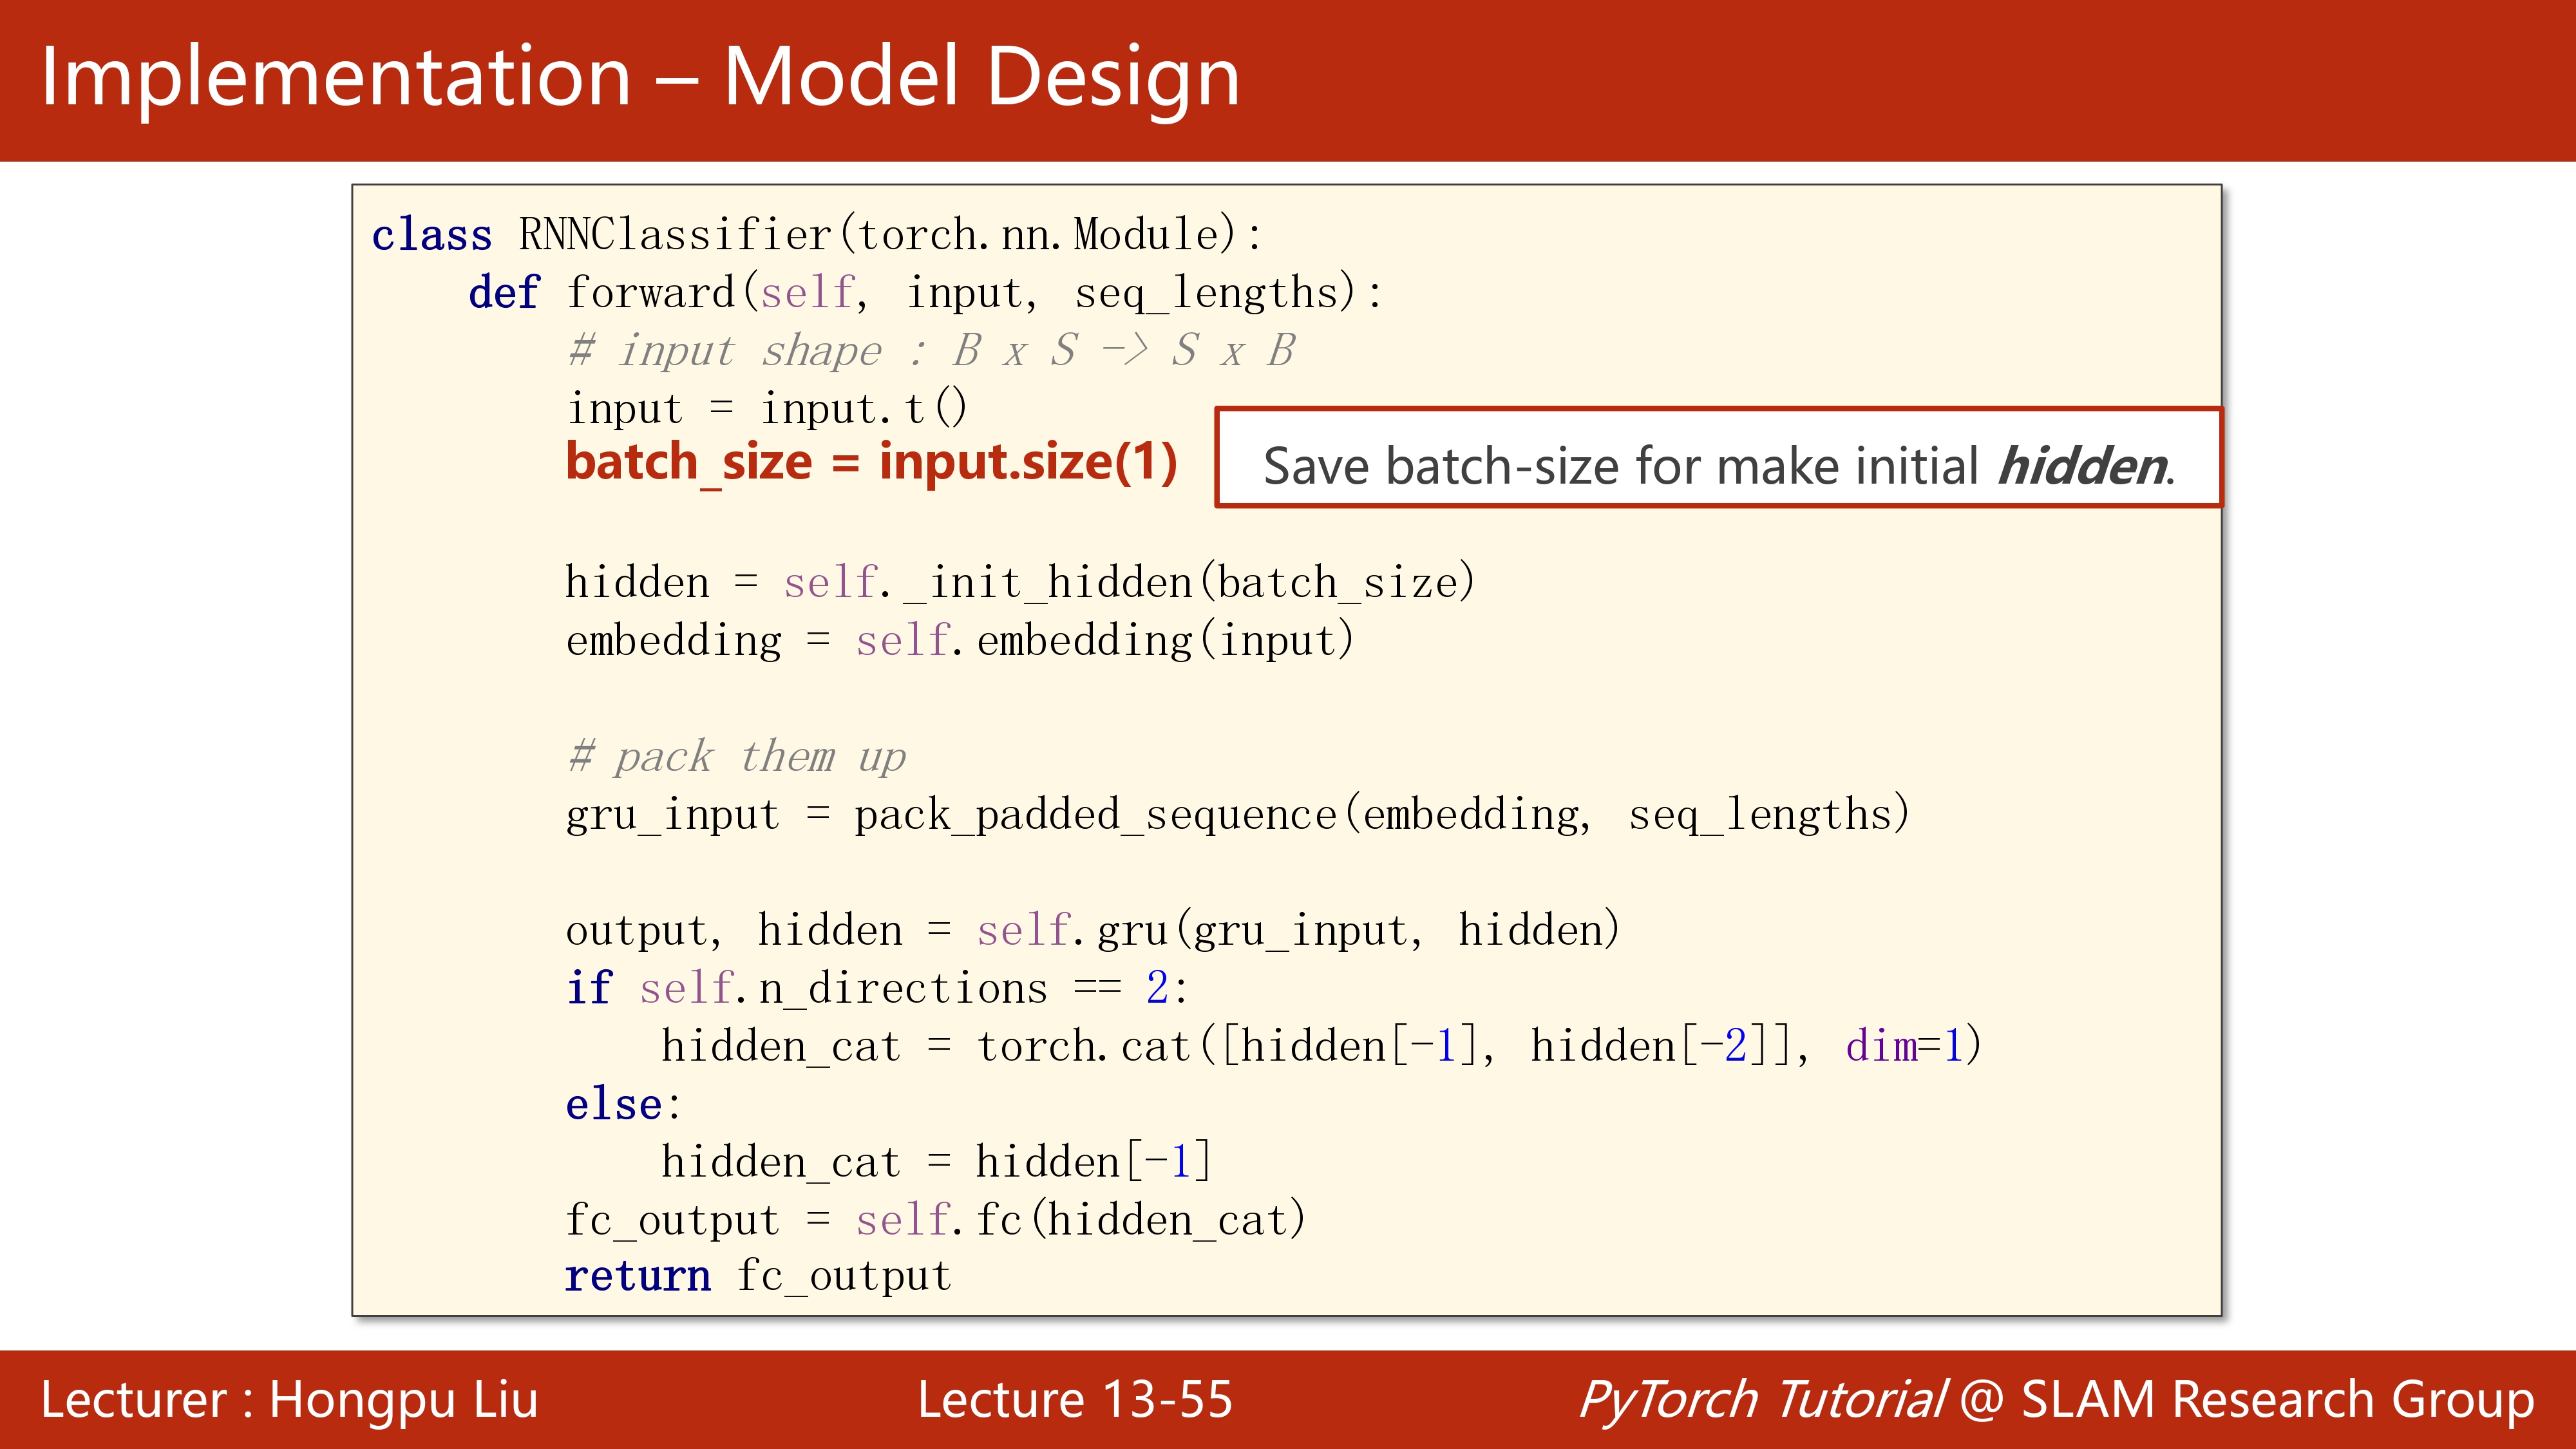 Implementation – Model Design
class RNNClassifier(torch.nn.Module):
    def forward(self, input, seq_lengths):
        # input shape : B x S -> S x B
        input = input.t()
        batch_size = input.size(1)
Save batch-size for make initial hidden.
        hidden = self._init_hidden(batch_size)
        embedding = self.embedding(input)
        # pack them up
        gru_input = pack_padded_sequence(embedding, seq_lengths)
        output, hidden = self.gru(gru_input, hidden)
        if self.n_directions == 2:
            hidden_cat = torch.cat([hidden[-1], hidden[-2]], dim=1)
        else:
            hidden_cat = hidden[-1]
        fc_output = self.fc(hidden_cat)
        return fc_output
Lecturer : Hongpu Liu
Lecture 13-55
PyTorch Tutorial @ SLAM Research Group